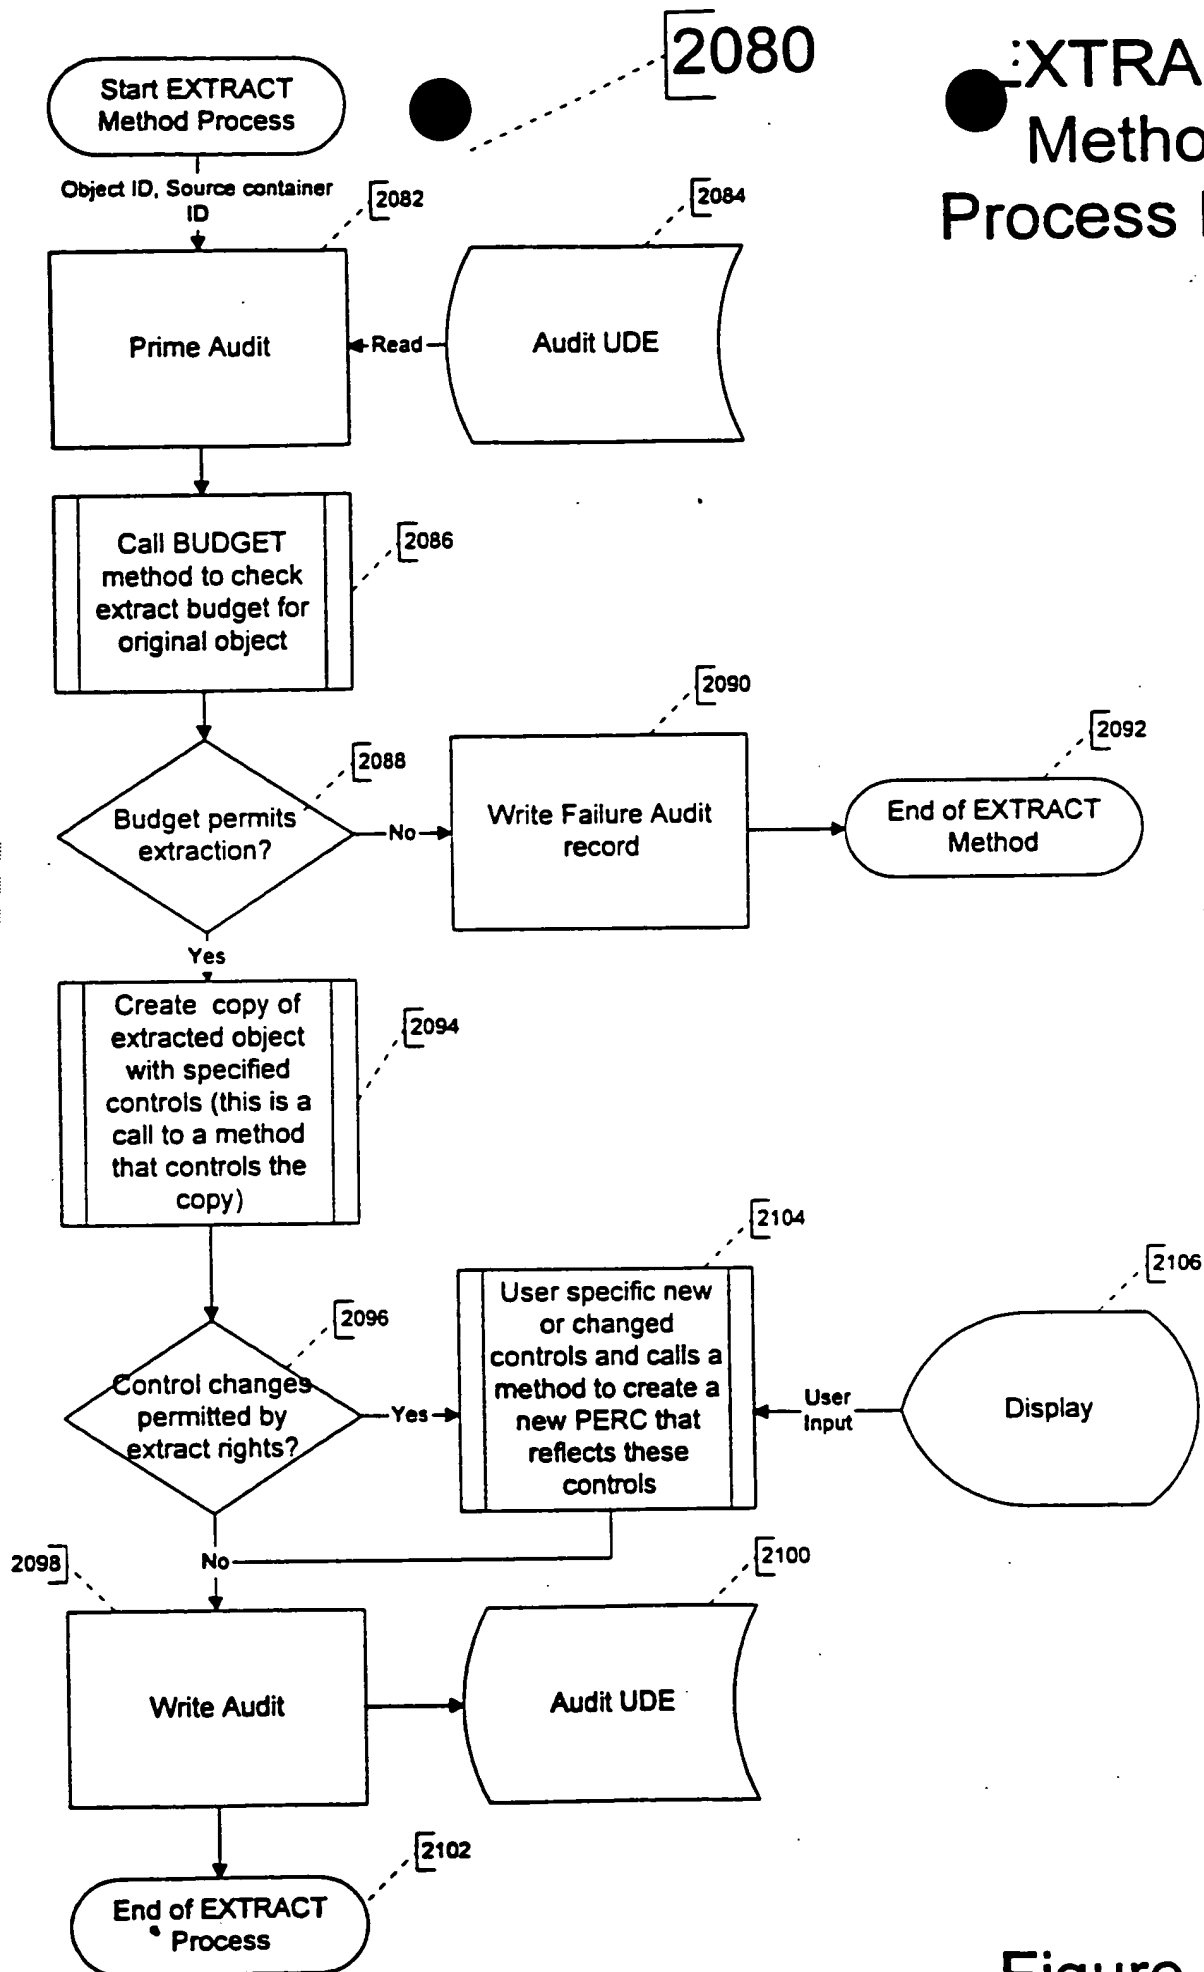 2080
EXTRA
Metho
Process
Start EXTRACT
Method Process
Object ID, Source container
ID
2082
2084
Prime Audit
Read
Audit UDE
Call BUDGET
method to check
extract budget for
original object
2086
2088
Budget permits
extraction?
No
2090
Write Failure Audit
record
2092
End of EXTRACT
Method
Yes
Create copy of
extracted object
with specified
controls (this is a
call to a method
that controls the
copy)
2094
2096
Control changes
permitted by
extract rights?
Yes
2104
User specific new
or changed
controls and calls a
method to create a
new PERC that
reflects these
controls
User
Input
2106
Display
No
2098
Write Audit
2100
Audit UDE
2102
End of EXTRACT
Process
Figure